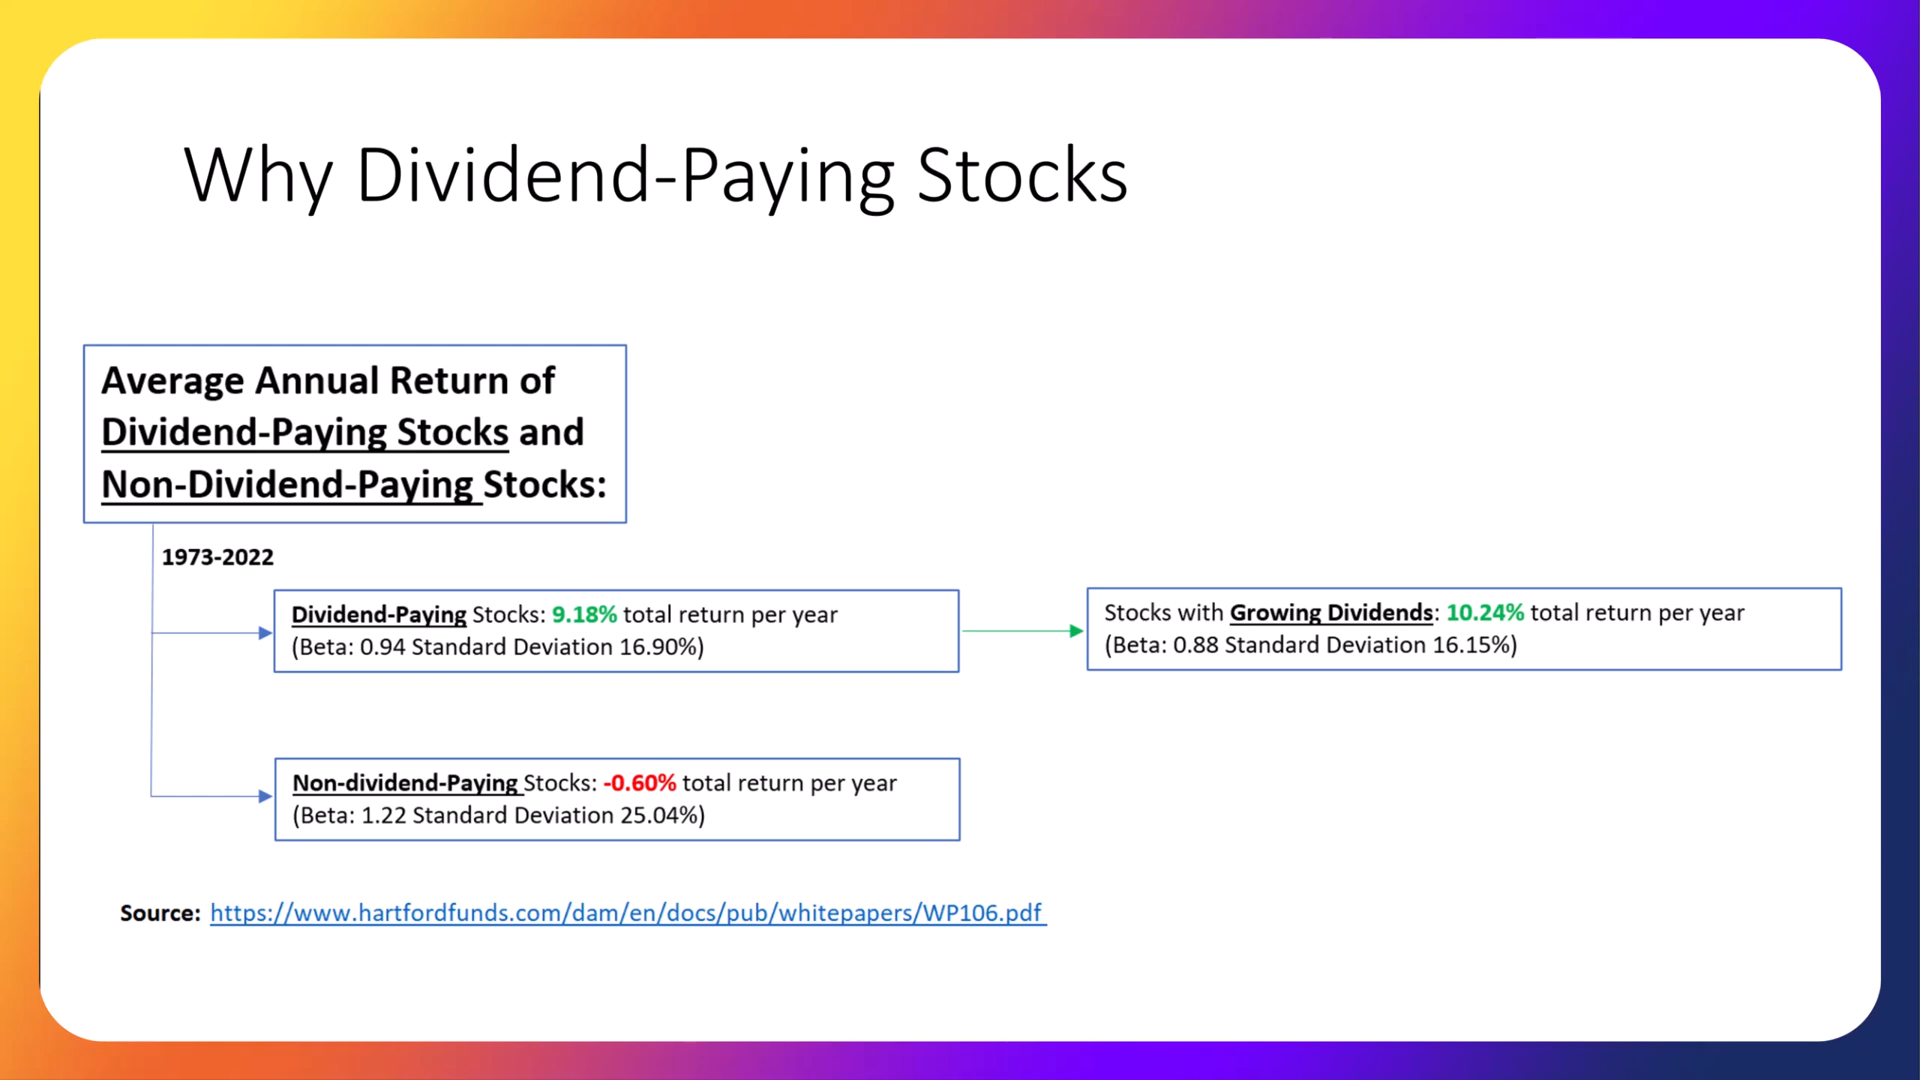 Why Dividend-Paying Stocks
Average Annual Return of
Dividend-Paying Stocks and
Non-Dividend-Paying Stocks:
1973-2022
Dividend-Paying Stocks: 9.18% total return per year
(Beta: 0.94 Standard Deviation 16.90%)
Stocks with Growing Dividends: 10.24% total return per year
(Beta: 0.88 Standard Deviation 16.15%)
Non-dividend-Paying Stocks: -0.60% total return per year
(Beta: 1.22 Standard Deviation 25.04%)
Source: https://www.hartfordfunds.com/dam/en/docs/pub/whitepapers/WP106.pdf